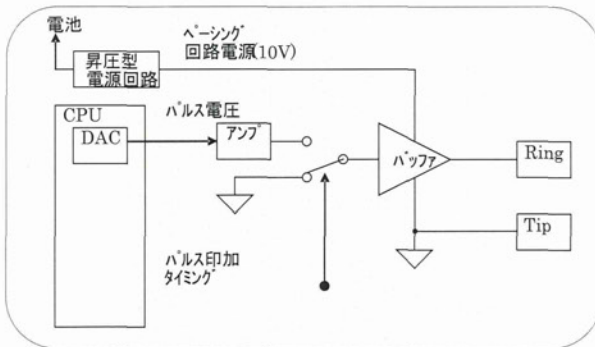 電池
昇圧型
電源回路
ペーシング
回路電源(10V)
CPU
DAC
パルス電圧
アンプ
バッファ
Ring
Tip
パルス印加
タイミング